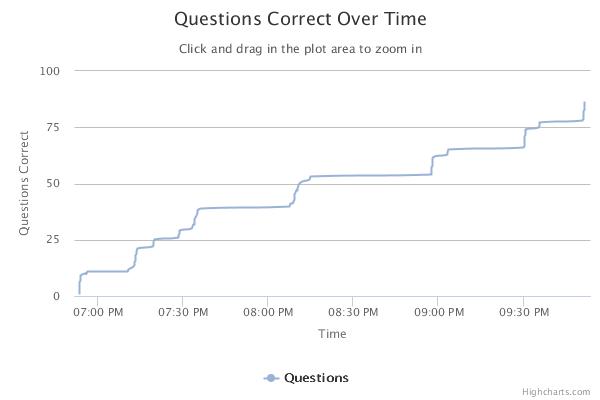 Questions Correct Over Time
Click and drag in the plot area to zoom in
Questions Correct
100
75
50
25
0
07:00 PM 07:30 PM 08:00 PM 08:30 PM 09:00 PM 09:30 PM
Time
Questions
Highcharts.com